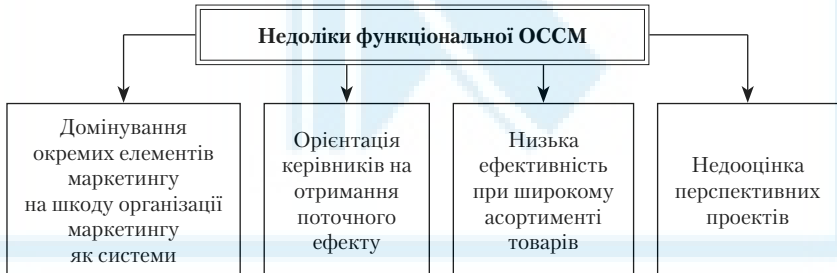 Недоліки функціональної ОССМ
Домінування
окремих елементів
маркетингу
на шкоду організації
маркетингу
як системи
Орієнтація
керівників на
отримання
поточного
ефекту
Низька
ефективність
при широкому
асортименті
товарів
Недооцінка
перспективних
проектів